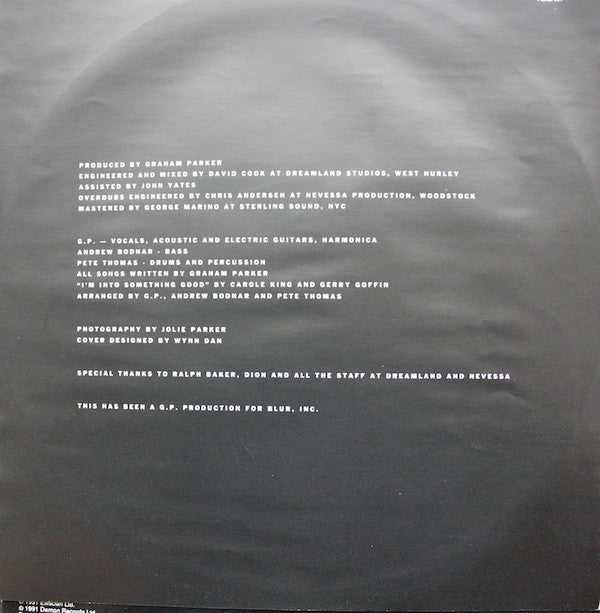 PRODUCED BY GRAHAM PARKER
ENGINEERED AND MIXED BY DAVID COOK AT DREAMLAND STUDIOS, WEST HURLEY
ASSISTED BY JOHN YATES
OVERDUBS ENGINEERED BY CHRIS ANDERSEN AT NEVESSA PRODUCTION, WOODSTOCK
MASTERED BY GEORGE MARINO AT STERLING SOUND, NYC
G.P. — VOCALS, ACOUSTIC AND ELECTRIC GUITARS, HARMONICA
ANDREW BODNAR - BASS
PETE THOMAS - DRUMS AND PERCUSSION
ALL SONGS WRITTEN BY GRAHAM PARKER
"I'M INTO SOMETHING GOOD" BY CAROLE KING AND GERRY GOFFIN
ARRANGED BY G.P., ANDREW BODNAR AND PETE THOMAS
PHOTOGRAPHY BY JOLIE PARKER
COVER DESIGNED BY WYNN DAN
SPECIAL THANKS TO RALPH BAKER, DION AND ALL THE STAFF AT DREAMLAND AND NEVESSA
THIS HAS BEEN A G.P. PRODUCTION FOR BLUR, INC.
© 1991 Ltd.
© 1991 Demon Records Ltd.